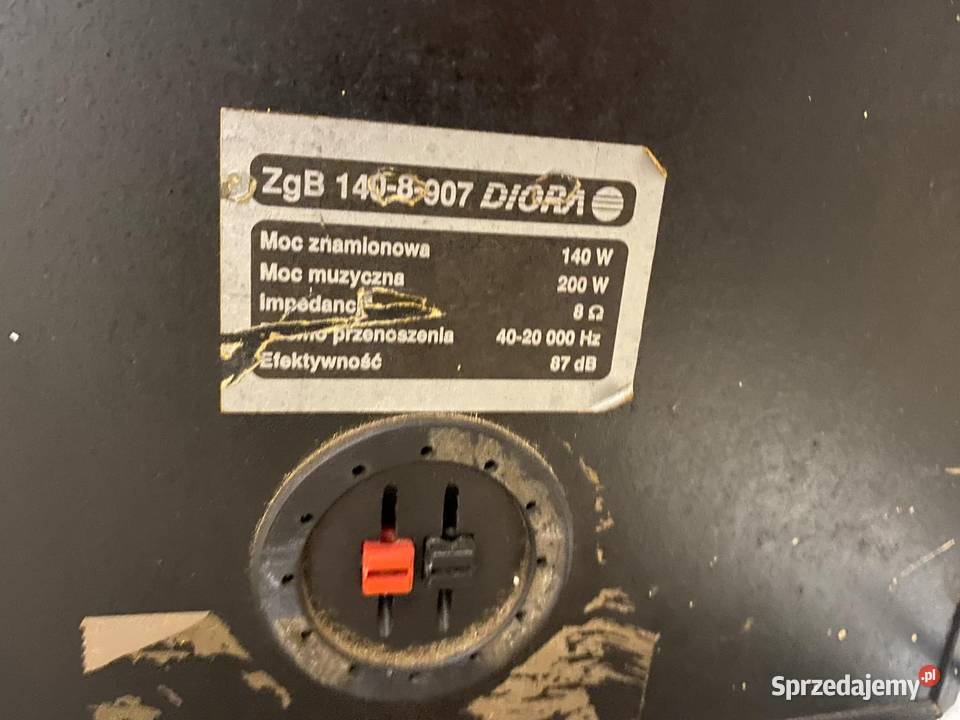 ZgB 140-8-907 DIORA
Moc znamionowa 140 W
Moc muzyczna 200 W
Impedanc 8 Ω
przenoszenia 40-20 000 Hz
Efektywność 87 dB
Sprzedajemy.pl